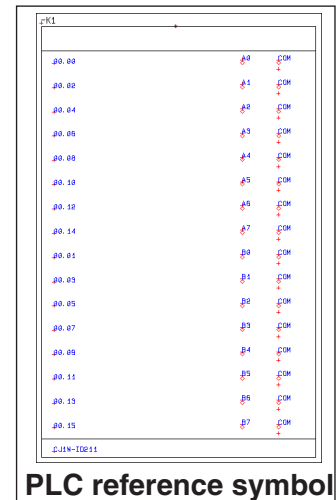 -K1
00.00 A0 COM
00.02 A1 COM
00.04 A2 COM
00.06 A3 COM
00.08 A4 COM
00.10 A5 COM
00.12 A6 COM
00.14 A7 COM
00.01 B0 COM
00.03 B1 COM
00.05 B2 COM
00.07 B3 COM
00.09 B4 COM
00.11 B5 COM
00.13 B6 COM
00.15 B7 COM
CJ1W-ID211
PLC reference symbol